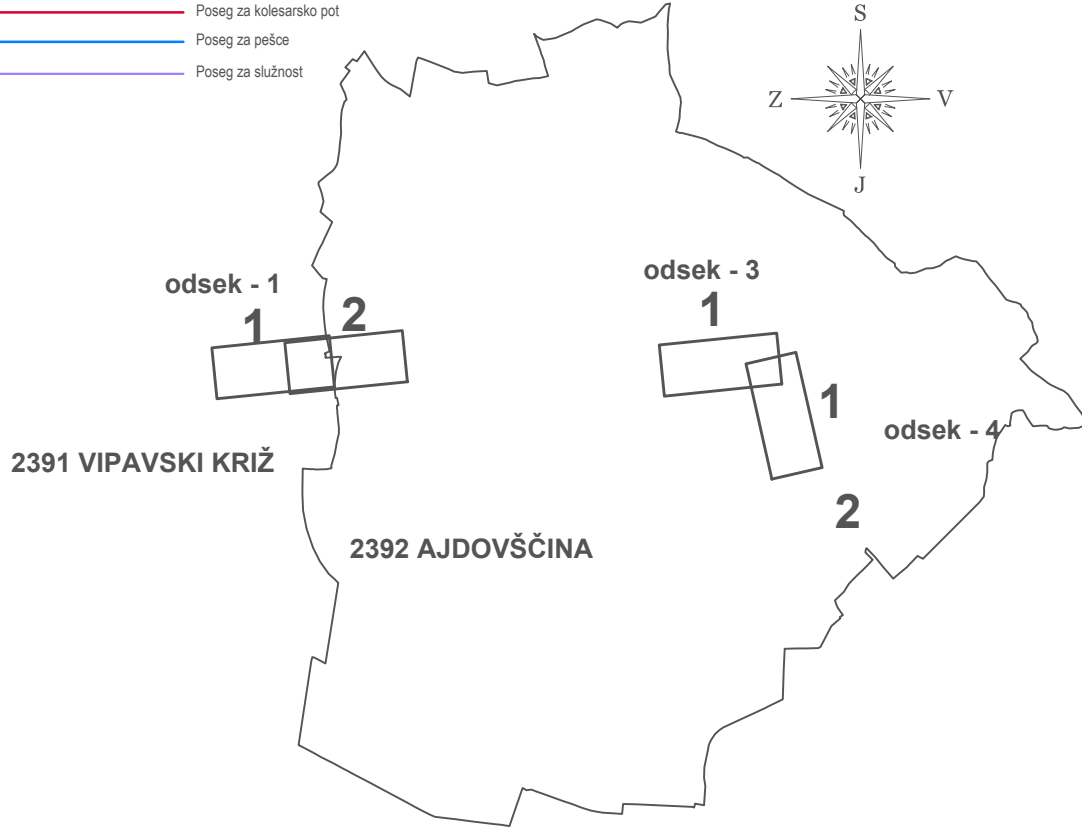 Poseg za kolesarsko pot
Poseg za pešce
Poseg za služnost
S
Z
V
J
odsek - 1
1
2
odsek - 3
1
1
odsek - 4
2
2391 VIPAVSKI KRIŽ
2392 AJDOVŠČINA